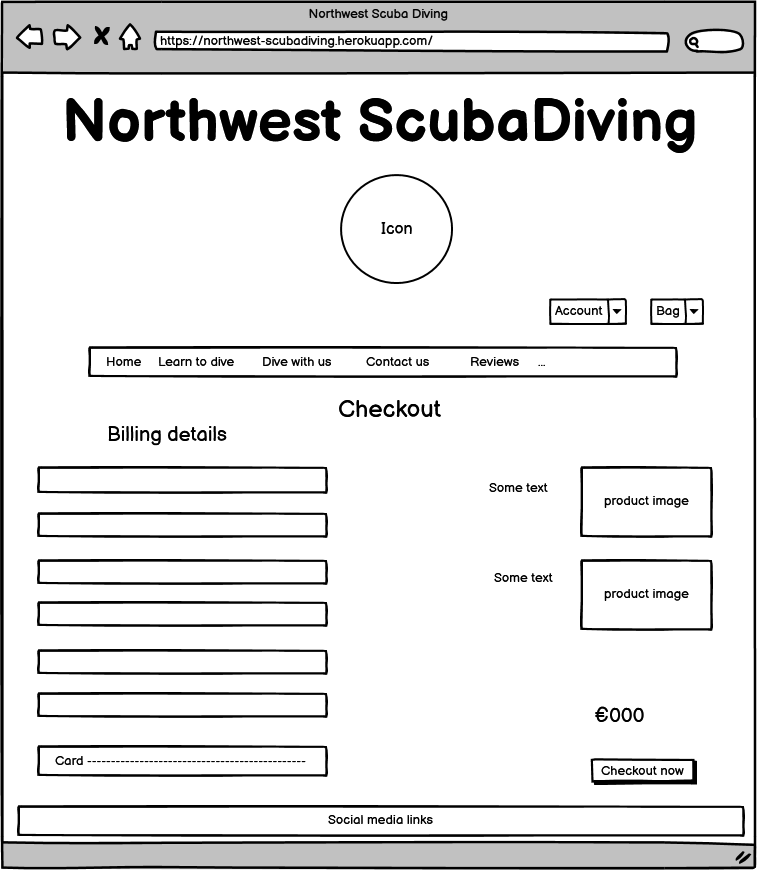 Northwest Scuba Diving
https://northwest-scubadiving.herokuapp.com/
Northwest ScubaDiving
Icon
Account
Bag
Home Learn to dive Dive with us Contact us Reviews ...
Checkout
Billing details
Some text
product image
Some text
product image
€000
Card ----------------------------------------------
Checkout now
Social media links